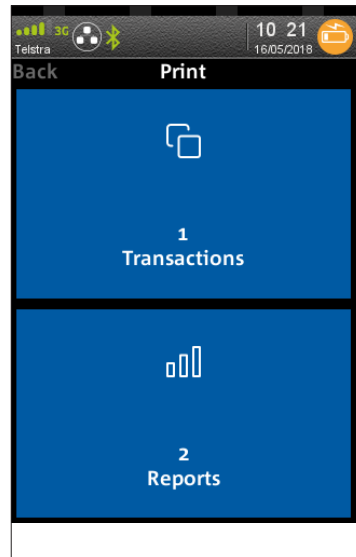 3G
10 21
Telstra
16/05/2018
Back
Print
1
Transactions
2
Reports